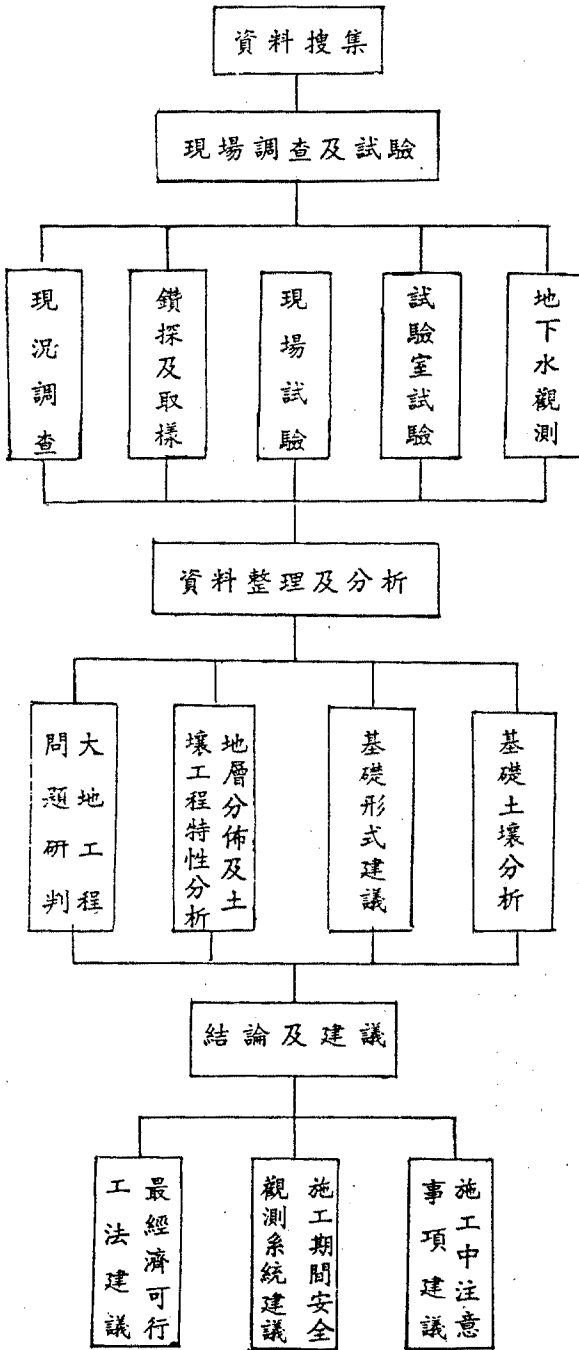 資料搜集
現場調查及試驗
現況調查
鑽探及取樣
現場試驗
試驗室試驗
地下水觀測
資料整理及分析
大地工程
問題研判
地層分佈及土
壤工程特性分析
基礎形式建議
基礎土壤分析
結論及建議
最經濟可行
工法建議
施工期間安全
觀測系統建議
施工中注意
事項建議